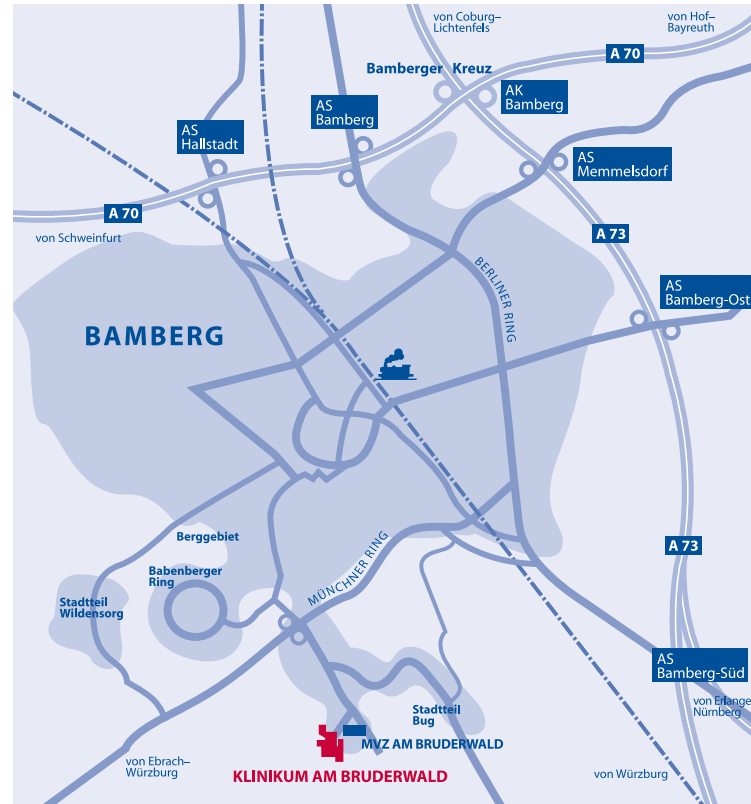 von Coburg–
Lichtenfels
von Hof–
Bayreuth
A 70
Bamberger Kreuz
AK
Bamberg
AS
Bamberg
AS
Hallstadt
AS
Memmelsdorf
A 70
von Schweinfurt
A 73
BERLINER RING
AS
Bamberg-Ost
BAMBERG
Berggebiet
MÜNCHNER RING
A 73
Babenberger
Ring
Stadtteil
Wildensorg
AS
Bamberg-Süd
von Erlange
Nürnberg
Stadtteil
Bug
MVZ AM BRUDERWALD
von Ebrach–
Würzburg
KLINIKUM AM BRUDERWALD
von Würzburg